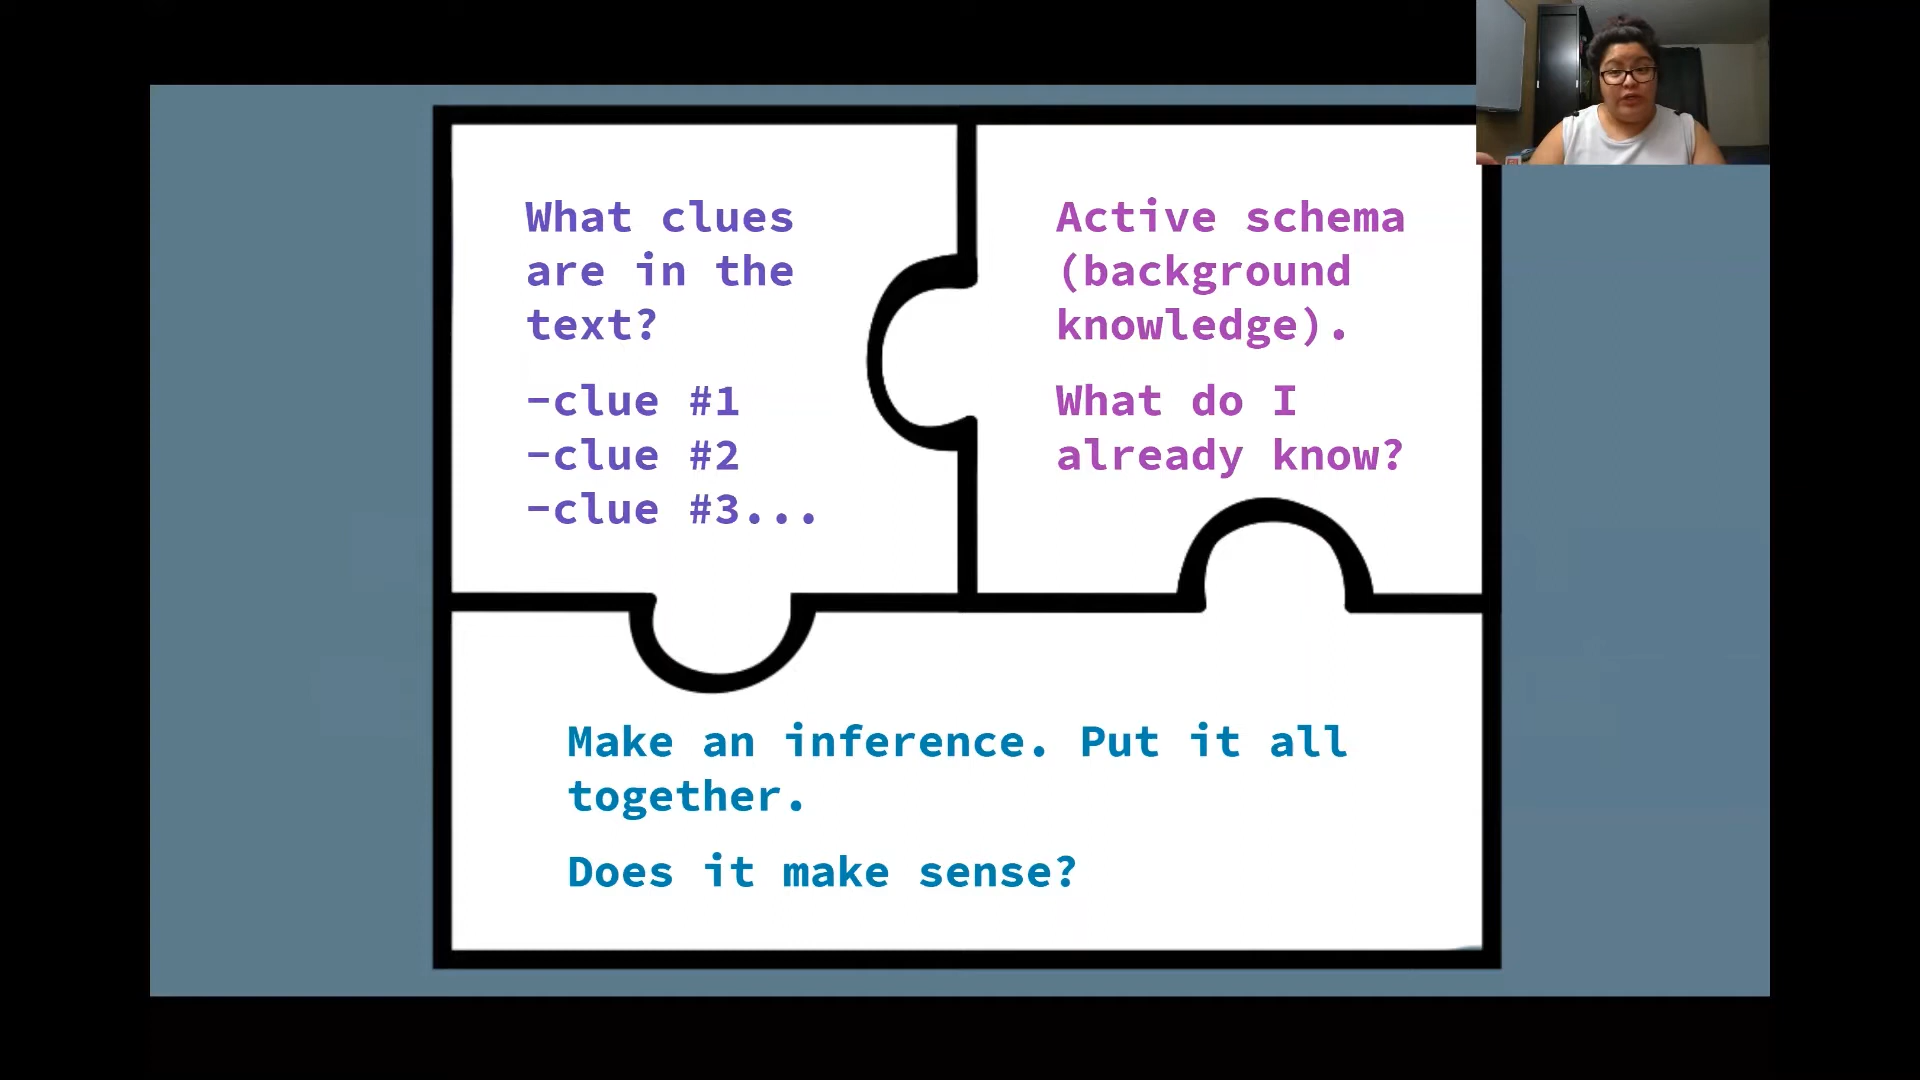 What clues
are in the
text?
-clue #1
-clue #2
-clue #3...
Active schema
(background
knowledge).
What do I
already know?
Make an inference. Put it all
together.
Does it make sense?